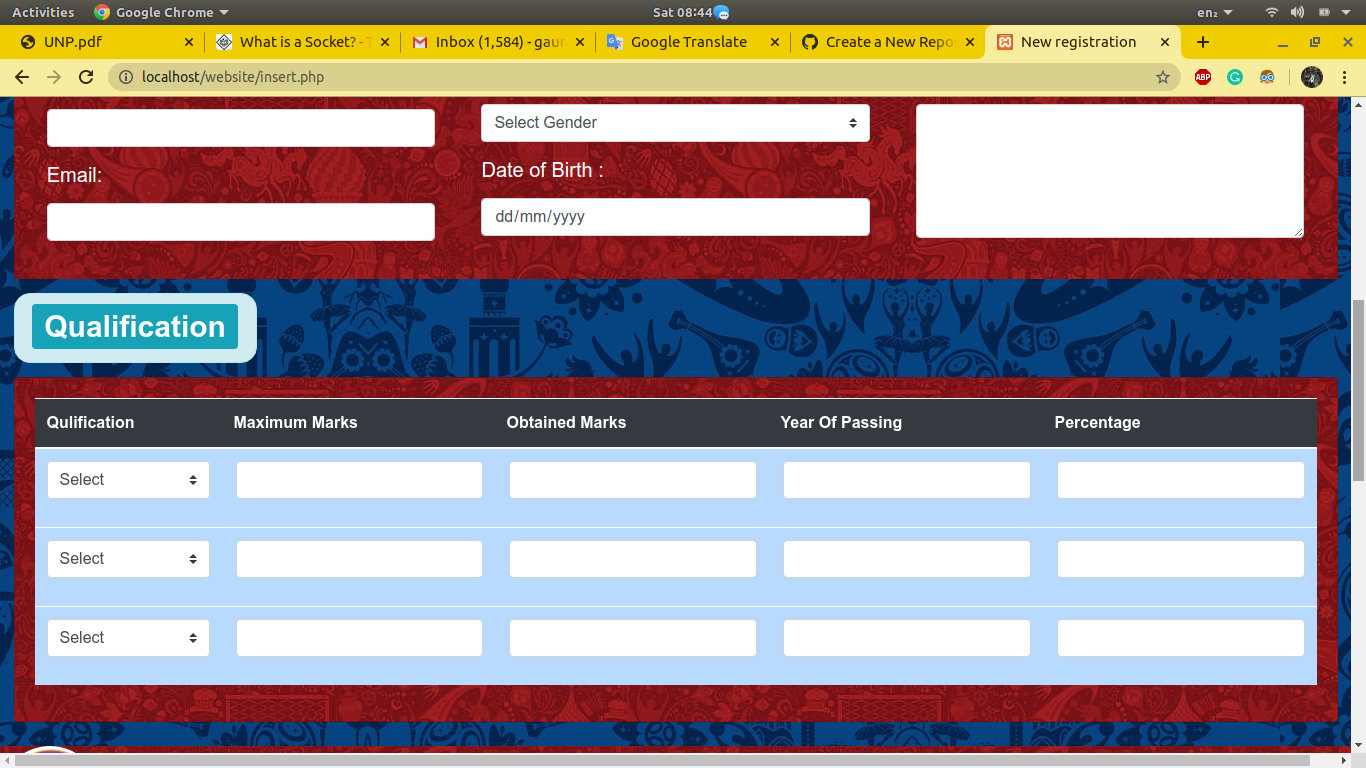 Activities Google Chrome Sat 08:44 en₂
UNP.pdf What is a Socket? - T Inbox (1,584) - gaur Google Translate Create a New Repo New registration
localhost/website/insert.php ABP
Select Gender
Email: Date of Birth :
dd/mm/yyyy
Qualification
Qulification Maximum Marks Obtained Marks Year Of Passing Percentage
Select
Select
Select